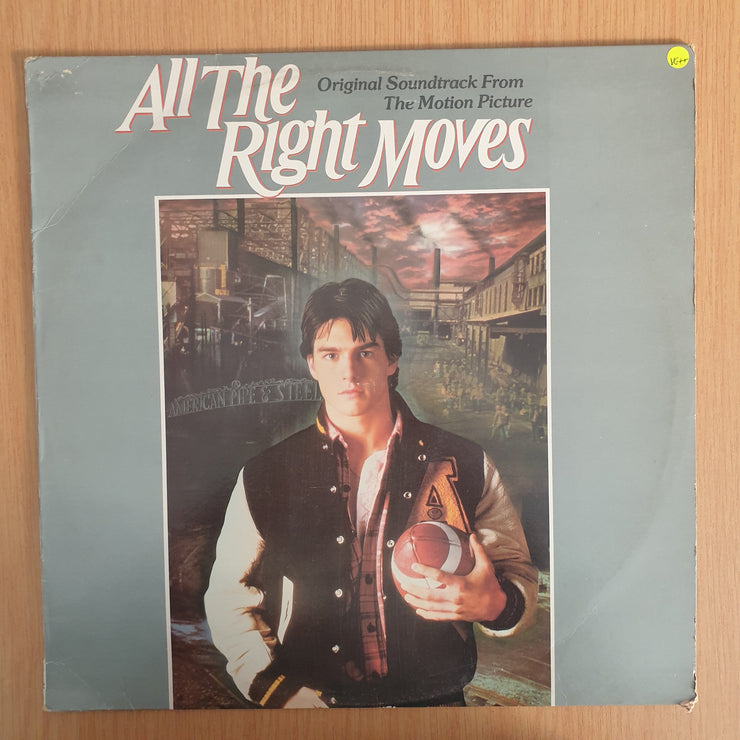 All The
Right Moves
Original Soundtrack From
The Motion Picture
VG++
AMERICAN PIPE & STEEL
A